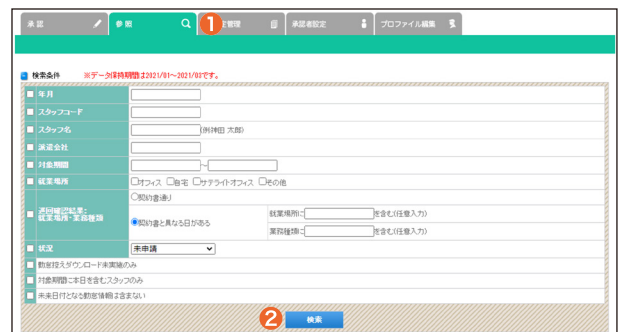 承認
参照
1
管理
承認者設定
プロファイル編集
検索条件 ※データ保持期間は2021/01～2021/03です。
年月
スタッフコード
スタッフ名 (例)神田 太郎)
派遣会社
対象期間 ～
就業場所 オフィス 自宅 サテライトオフィス その他
契約書通り
巡回確認結果:
就業場所・業務種類
契約書と異なる日がある
就業場所に を含む(任意入力)
業務種類に を含む(任意入力)
状況 未申請
勤怠控えダウンロード未実施のみ
対象期間に本日を含むスタッフのみ
未来日付となる勤怠情報は含まない
2 検索